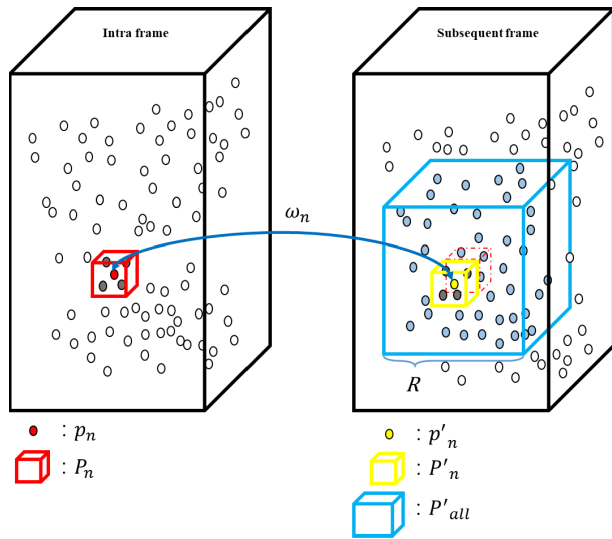 Intra frame
Subsequent frame
ωₙ
R
: pₙ
: Pₙ
: p'ₙ
: P'ₙ
: P'ₐₗₗ